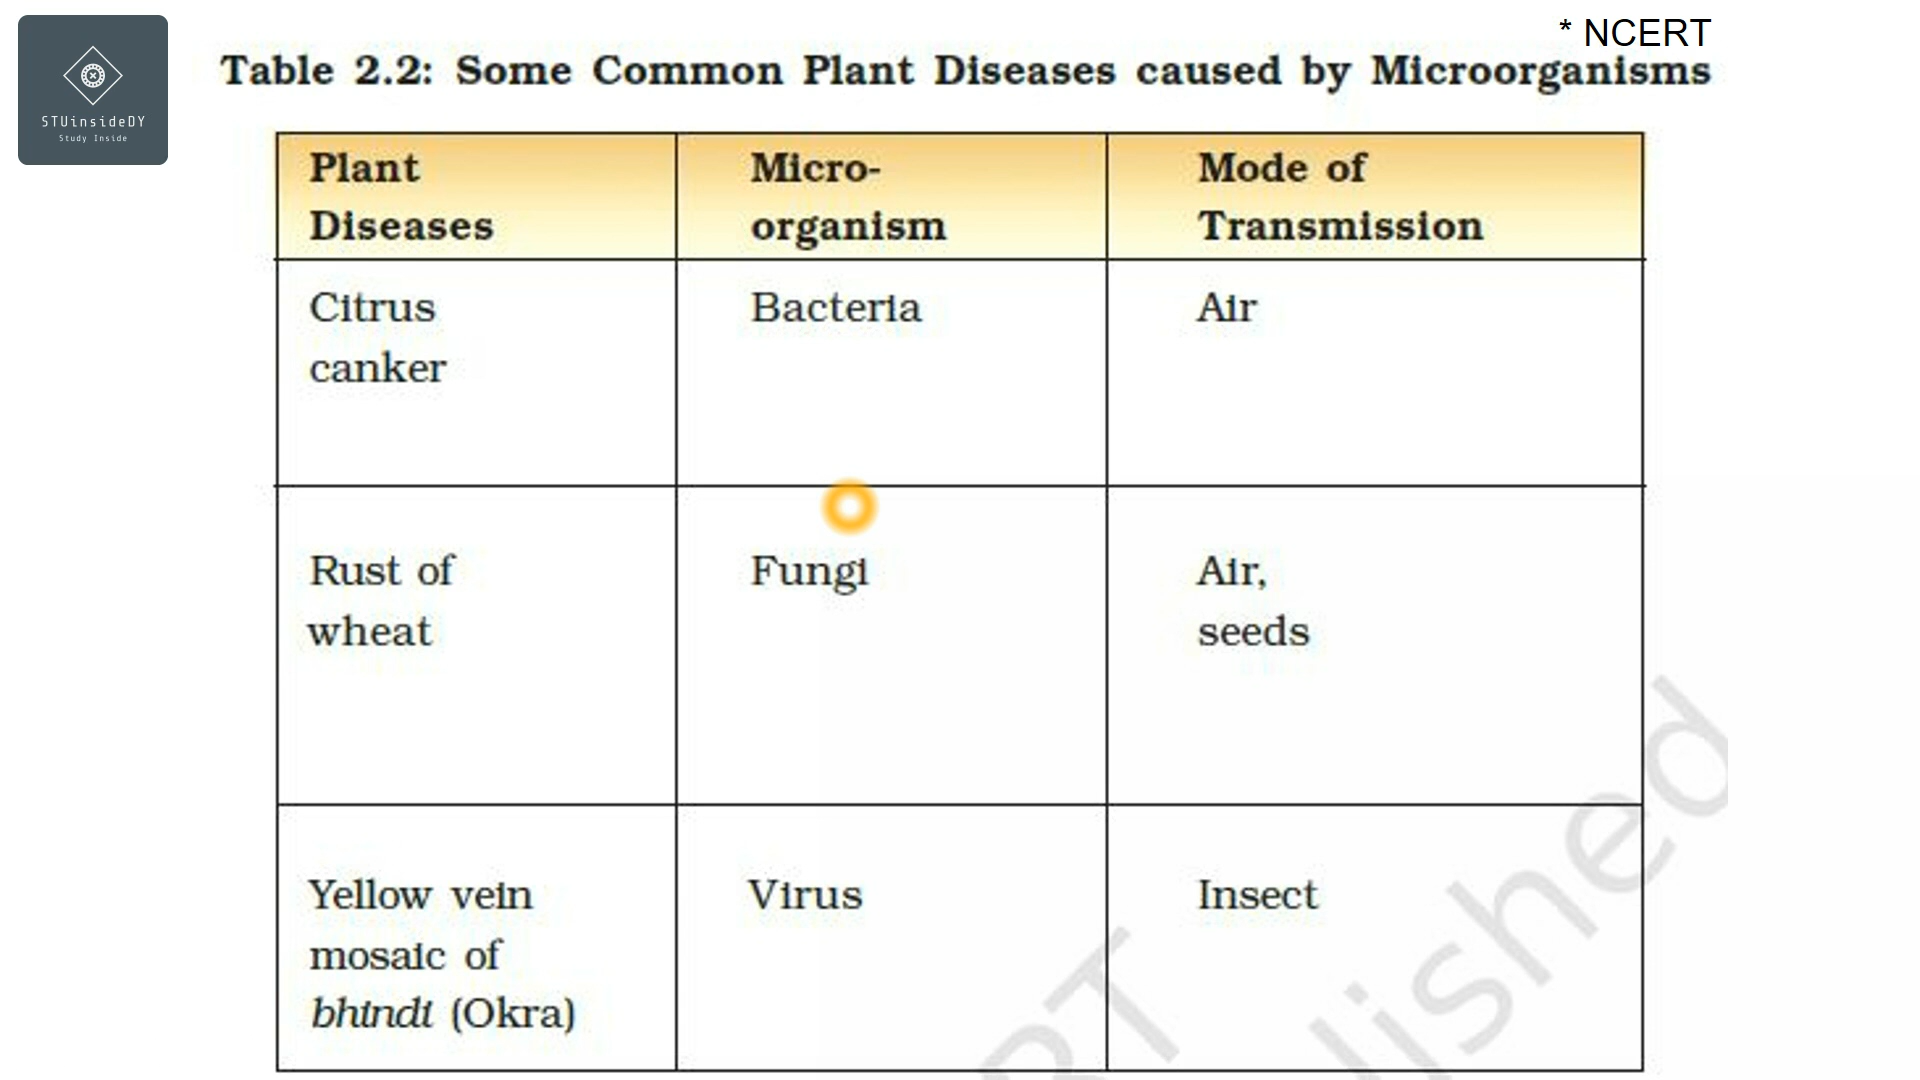 * NCERT
STUinsideDY
Study Inside
Table 2.2: Some Common Plant Diseases caused by Microorganisms
Plant Diseases
Micro-organism
Mode of Transmission
Citrus canker
Bacteria
Air
Rust of wheat
Fungi
Air, seeds
Yellow vein mosaic of bhindi (Okra)
Virus
Insect